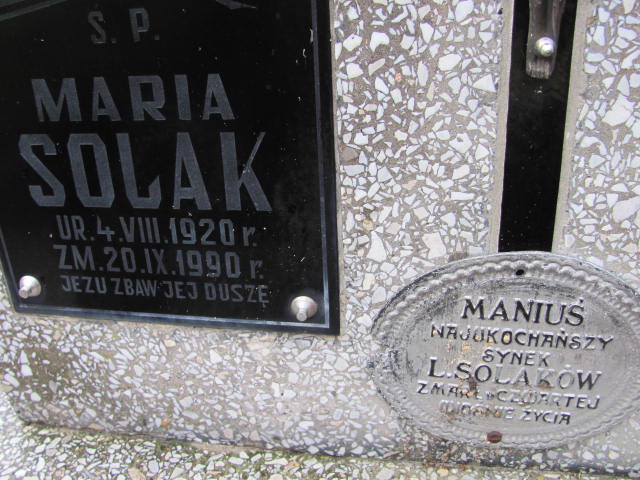 Ś. P.
MARIA
SOLAK
UR. 4. VIII. 1920 r.
ZM. 20. IX. 1990 r.
JEZU ZBAW JEJ DUSZĘ
MANIUŚ
NAJUKOCHAŃSZY
SYNEK
L. SOLAKÓW
ZMARŁ W CZWARTEJ
WIOSNIE ŻYCIA